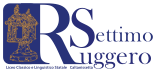 Settimo
Ruggero
Liceo Classico e Linguistico Statale - Caltanissetta